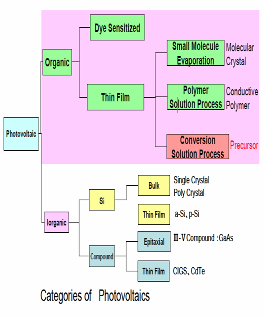 Dye Sensitized
Organic
Small Molecule
Evaporation
Molecular
Crystal
Thin Film
Polymer
Solution Process
Conductive
Polymer
Photovoltaic
Conversion
Solution Process
Precursor
Si
Bulk
Single Crystal
Poly Crystal
Thin Film
a-Si, p-Si
Iorganic
Compound
Epitaxial
III-V Compound :GaAs
Thin Film
CIGS, CdTe
Categories of Photovoltaics